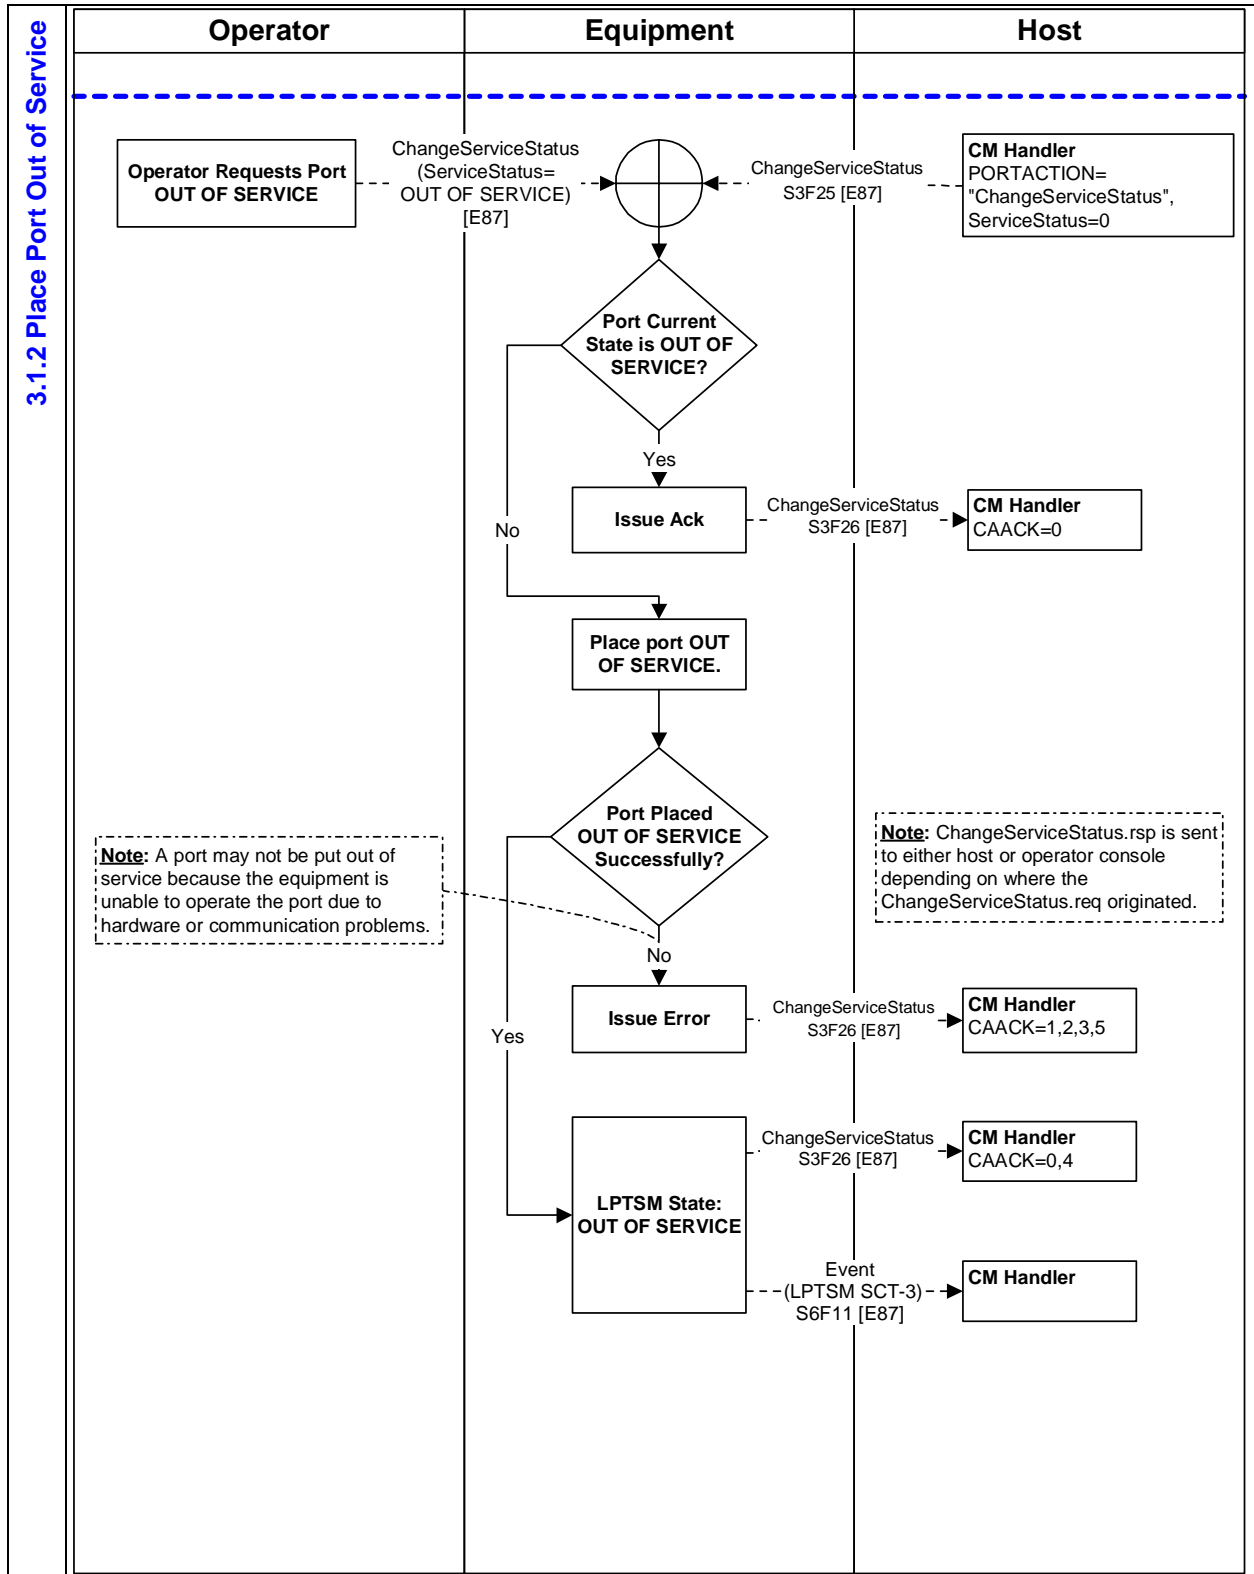 3.1.2 Place Port Out of Service
Operator
Equipment
Host
Operator Requests Port
OUT OF SERVICE
ChangeServiceStatus
(ServiceStatus=
OUT OF SERVICE)
[E87]
ChangeServiceStatus
S3F25 [E87]
CM Handler
PORTACTION=
"ChangeServiceStatus",
ServiceStatus=0
Port Current
State is OUT OF
SERVICE?
Yes
No
Issue Ack
ChangeServiceStatus
S3F26 [E87]
CM Handler
CAACK=0
Place port OUT
OF SERVICE.
Port Placed
OUT OF SERVICE
Successfully?
Note: A port may not be put out of
service because the equipment is
unable to operate the port due to
hardware or communication problems.
Note: ChangeServiceStatus.rsp is sent
to either host or operator console
depending on where the
ChangeServiceStatus.req originated.
No
Yes
Issue Error
ChangeServiceStatus
S3F26 [E87]
CM Handler
CAACK=1,2,3,5
LPTSM State:
OUT OF SERVICE
ChangeServiceStatus
S3F26 [E87]
CM Handler
CAACK=0,4
Event
(LPTSM SCT-3)
S6F11 [E87]
CM Handler